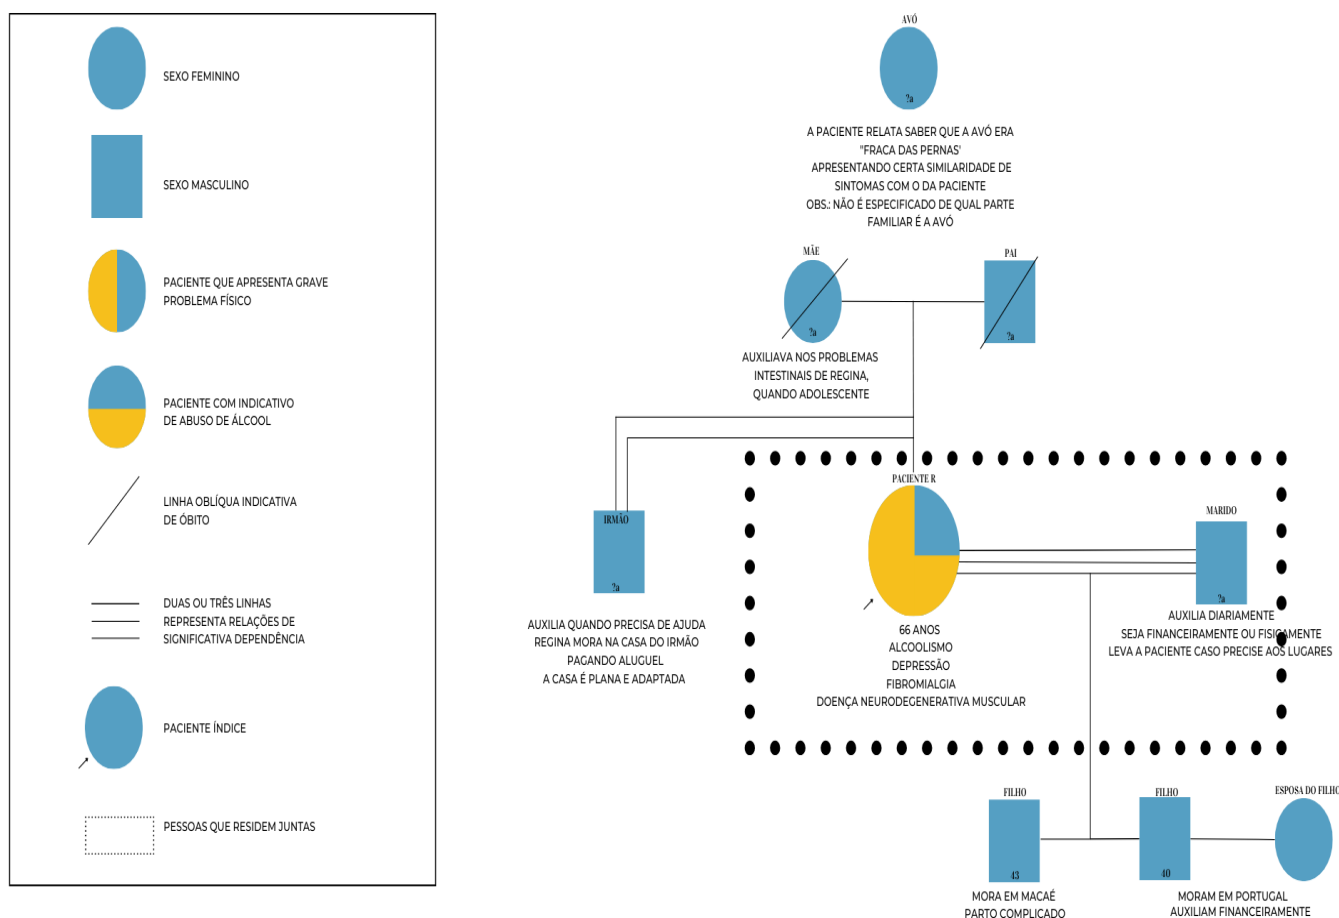 SEXO FEMININO
SEXO MASCULINO
PACIENTE QUE APRESENTA GRAVE
PROBLEMA FÍSICO
PACIENTE COM INDICATIVO
DE ABUSO DE ÁLCOOL
LINHA OBLÍQUA INDICATIVA
DE ÓBITO
DUAS OU TRÊS LINHAS
REPRESENTA RELAÇÕES DE
SIGNIFICATIVA DEPENDÊNCIA
PACIENTE ÍNDICE
PESSOAS QUE RESIDEM JUNTAS
AVÓ
?a
A PACIENTE RELATA SABER QUE A AVÓ ERA
"FRACA DAS PERNAS'
APRESENTANDO CERTA SIMILARIDADE DE
SINTOMAS COM O DA PACIENTE
OBS.: NÃO É ESPECIFICADO DE QUAL PARTE
FAMILIAR É A AVÓ
MÃE
?a
AUXILIAVA NOS PROBLEMAS
INTESTINAIS DE REGINA,
QUANDO ADOLESCENTE
PAI
?a
IRMÃO
?a
AUXILIA QUANDO PRECISA DE AJUDA
REGINA MORA NA CASA DO IRMÃO
PAGANDO ALUGUEL
A CASA É PLANA E ADAPTADA
PACIENTE R
66 ANOS
ALCOOLISMO
DEPRESSÃO
FIBROMIALGIA
DOENÇA NEURODEGENERATIVA MUSCULAR
MARIDO
?a
AUXILIA DIARIAMENTE
SEJA FINANCEIRAMENTE OU FISICAMENTE
LEVA A PACIENTE CASO PRECISE AOS LUGARES
FILHO
43
MORA EM MACAÉ
PARTO COMPLICADO
FILHO
40
ESPOSA DO FILHO
MORAM EM PORTUGAL
AUXILIAM FINANCEIRAMENTE